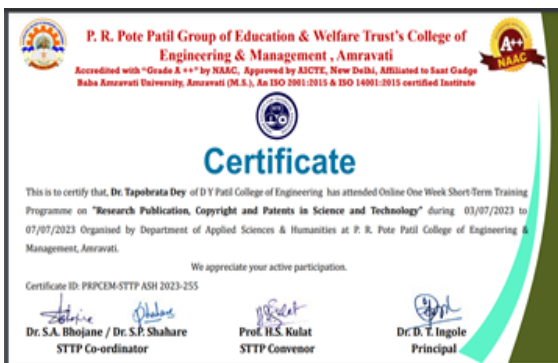 P. R. Pote Patil Group of Education & Welfare Trust's College of
Engineering & Management , Amravati
Accredited with "Grade A ++" by NAAC, Approved by AICTE, New Delhi, Affiliated to Sant Gadge
Baba Amravati University, Amravati (M.S.), An ISO 2001:2015 & ISO 14001:2015 certified Institute
A++
NAAC
Certificate
This is to certify that, Dr. Tapobrata Dey of D Y Patil College of Engineering has attended Online One Week Short-Term Training
Programme on "Research Publication, Copyright and Patents in Science and Technology" during 03/07/2023 to
07/07/2023 Organised by Department of Applied Sciences & Humanities at P. R. Pote Patil College of Engineering &
Management, Amravati.
We appreciate your active participation.
Certificate ID: PRPCEM-STTP ASH 2023-255
Dr. S.A. Bhojane / Dr. S.P. Shahare
Prof. H.S. Kulat
Dr. D. T. Ingole
STTP Co-ordinator
STTP Convenor
Principal